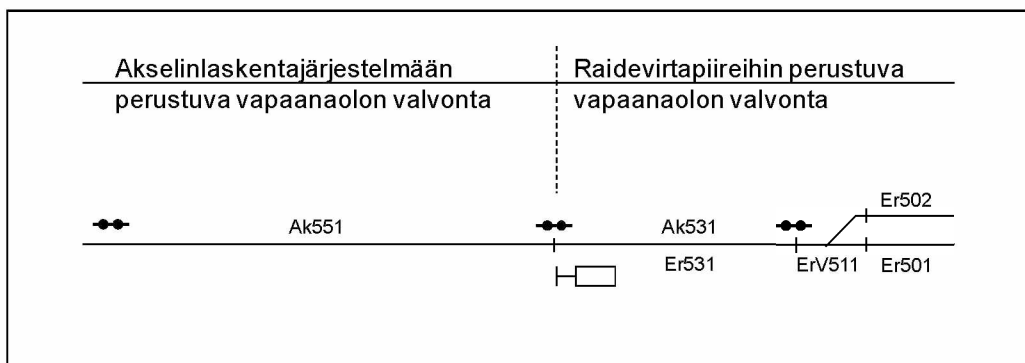 Akselinlaskentajärjestelmään
perustuva vapaanaolon valvonta
Raidevirtapiireihin perustuva
vapaanaolon valvonta
Er502
Ak551
Ak531
Er531
ErV511
Er501